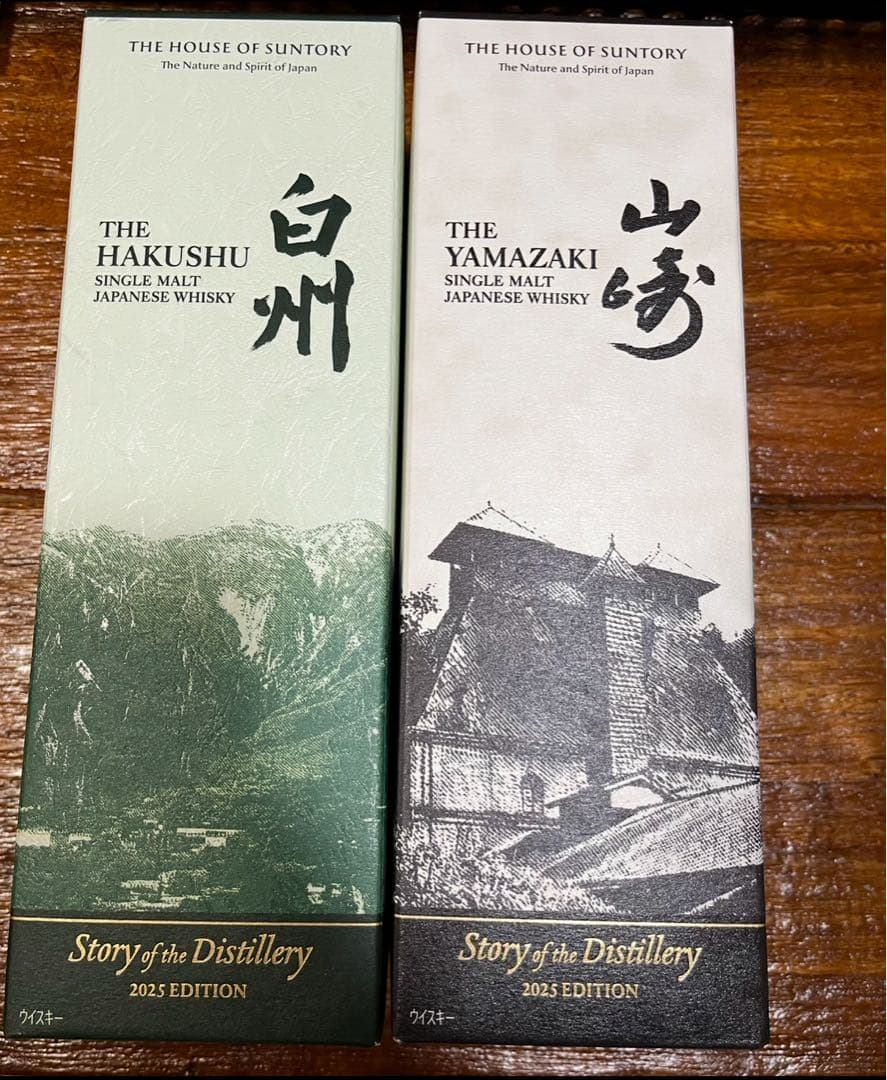 THE HOUSE OF SUNTORY
The Nature and Spirit of Japan
THE
HAKUSHU
SINGLE MALT
JAPANESE WHISKY
白州
Story of the Distillery
2025 EDITION
ウイスキー
THE HOUSE OF SUNTORY
The Nature and Spirit of Japan
THE
YAMAZAKI
SINGLE MALT
JAPANESE WHISKY
山崎
Story of the Distillery
2025 EDITION
ウイスキー